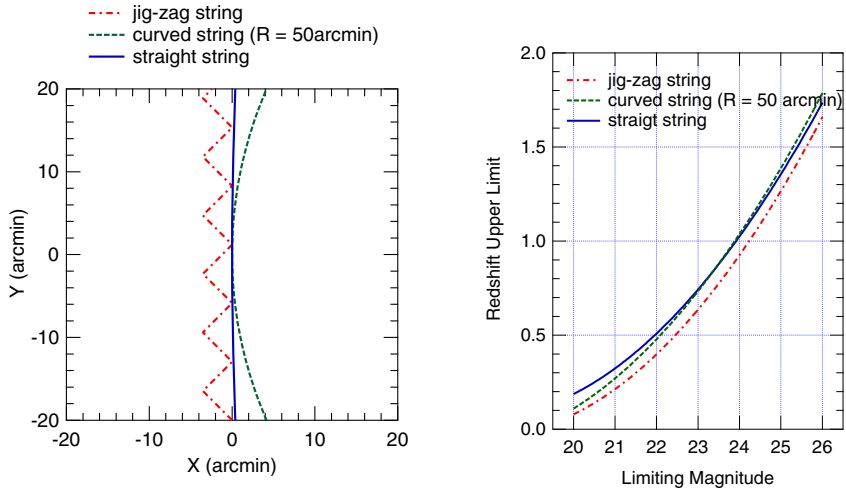 jig-zag string
curved string (R = 50arcmin)
straight string
20
10
0
-10
-20
Y (arcmin)
-20 -10 0 10 20
X (arcmin)
2.0
1.5
1.0
0.5
0.0
Redshift Upper Limit
jig-zag string
curved string (R = 50 arcmin)
straigt string
20 21 22 23 24 25 26
Limiting Magnitude